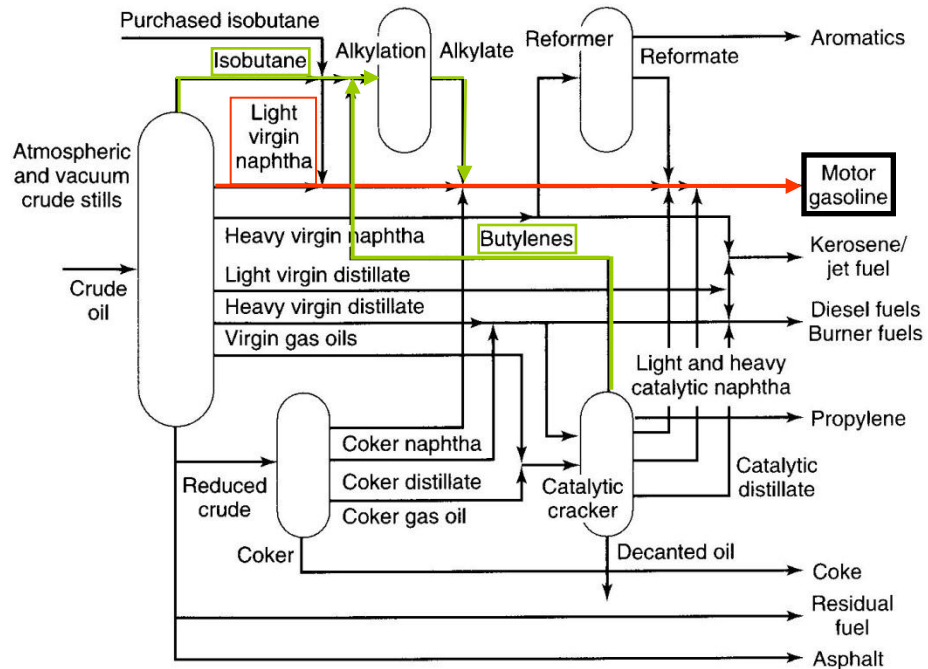 Purchased isobutane
Isobutane
Alkylation
Alkylate
Reformer
Reformate
Aromatics
Light
virgin
naphtha
Atmospheric
and vacuum
crude stills
Motor
gasoline
Heavy virgin naphtha
Butylenes
Kerosene/
jet fuel
Crude
oil
Light virgin distillate
Heavy virgin distillate
Virgin gas oils
Diesel fuels
Burner fuels
Light and heavy
catalytic naphtha
Propylene
Coker naphtha
Coker distillate
Coker gas oil
Reduced
crude
Catalytic
cracker
Catalytic
distillate
Coker
Decanted oil
Coke
Residual
fuel
Asphalt